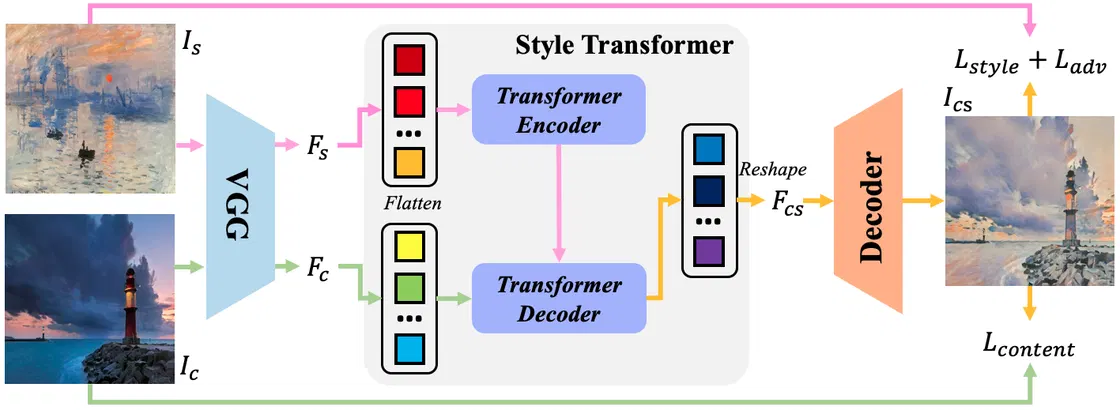 I_s
Style Transformer
L_style + L_adv
I_cs
Transformer
Encoder
VGG
F_s
Flatten
Reshape
F_cs
Decoder
F_c
Transformer
Decoder
I_c
L_content